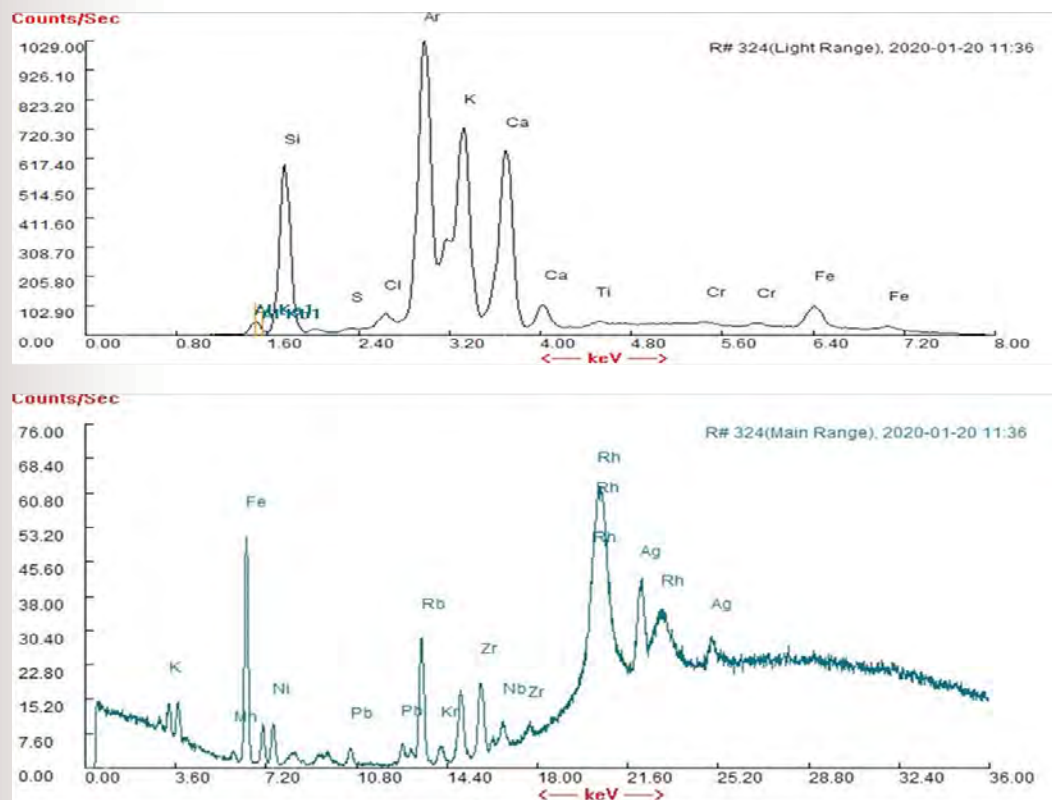 Counts/Sec
Ar
1029.00
R# 324(Light Range), 2020-01-20 11:36
926.10
823.20
K
720.30
Ca
Si
617.40
514.50
411.60
308.70
205.80
S
Cl
Ca
Ti
Cr
Cr
Fe
Fe
102.90
0.00
0.00
0.80
1.60
2.40
3.20
4.00
4.80
5.60
6.40
7.20
8.00
<---- keV ---->
Counts/Sec
76.00
R# 324(Main Range), 2020-01-20 11:36
68.40
Rh
60.80
Fe
Rh
53.20
Rh
45.60
Ag
38.00
Rb
Rh
30.40
Ag
22.80
K
Zr
15.20
Ni
Nb
Zr
7.60
Mn
Pb
Pb
Kr
0.00
0.00
3.60
7.20
10.80
14.40
18.00
21.60
25.20
28.80
32.40
36.00
<---- keV ---->